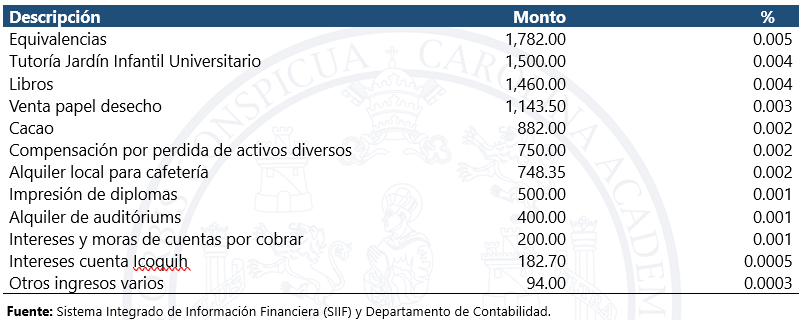 Descripción Monto %
Equivalencias 1,782.00 0.005
Tutoría Jardín Infantil Universitario 1,500.00 0.004
Libros 1,460.00 0.004
Venta papel desecho 1,143.50 0.003
Cacao 882.00 0.002
Compensación por perdida de activos diversos 750.00 0.002
Alquiler local para cafetería 748.35 0.002
Impresión de diplomas 500.00 0.001
Alquiler de auditóriums 400.00 0.001
Intereses y moras de cuentas por cobrar 200.00 0.001
Intereses cuenta Icoquih 182.70 0.0005
Otros ingresos varios 94.00 0.0003
Fuente: Sistema Integrado de Información Financiera (SIIF) y Departamento de Contabilidad.
CONSPICUA CAROLINA ACADEM